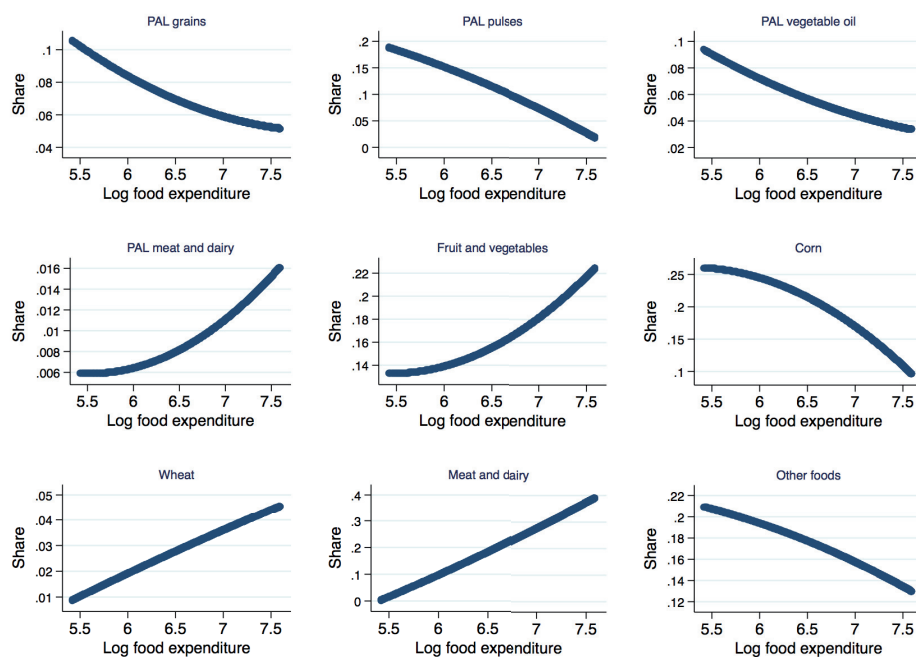 PAL grains
Share
.1
.08
.06
.04
5.5 6 6.5 7 7.5
Log food expenditure
PAL pulses
Share
.2
.15
.1
.05
0
5.5 6 6.5 7 7.5
Log food expenditure
PAL vegetable oil
Share
.1
.08
.06
.04
.02
5.5 6 6.5 7 7.5
Log food expenditure
PAL meat and dairy
Share
.016
.014
.012
.01
.008
.006
5.5 6 6.5 7 7.5
Log food expenditure
Fruit and vegetables
Share
.22
.2
.18
.16
.14
5.5 6 6.5 7 7.5
Log food expenditure
Corn
Share
.25
.2
.15
.1
5.5 6 6.5 7 7.5
Log food expenditure
Wheat
Share
.05
.04
.03
.02
.01
5.5 6 6.5 7 7.5
Log food expenditure
Meat and dairy
Share
.4
.3
.2
.1
0
5.5 6 6.5 7 7.5
Log food expenditure
Other foods
Share
.22
.2
.18
.16
.14
.12
5.5 6 6.5 7 7.5
Log food expenditure